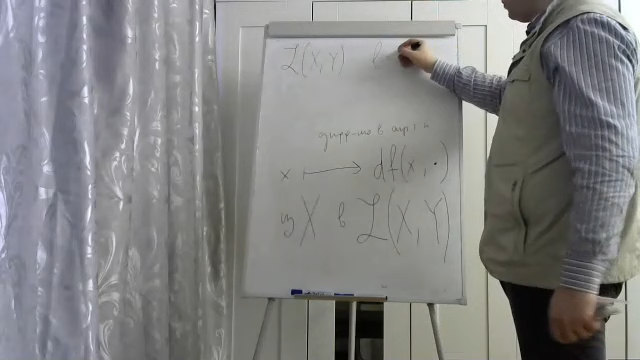 L(X, Y) в
x ⟼ df(x, ·)
из X в L(X, Y)